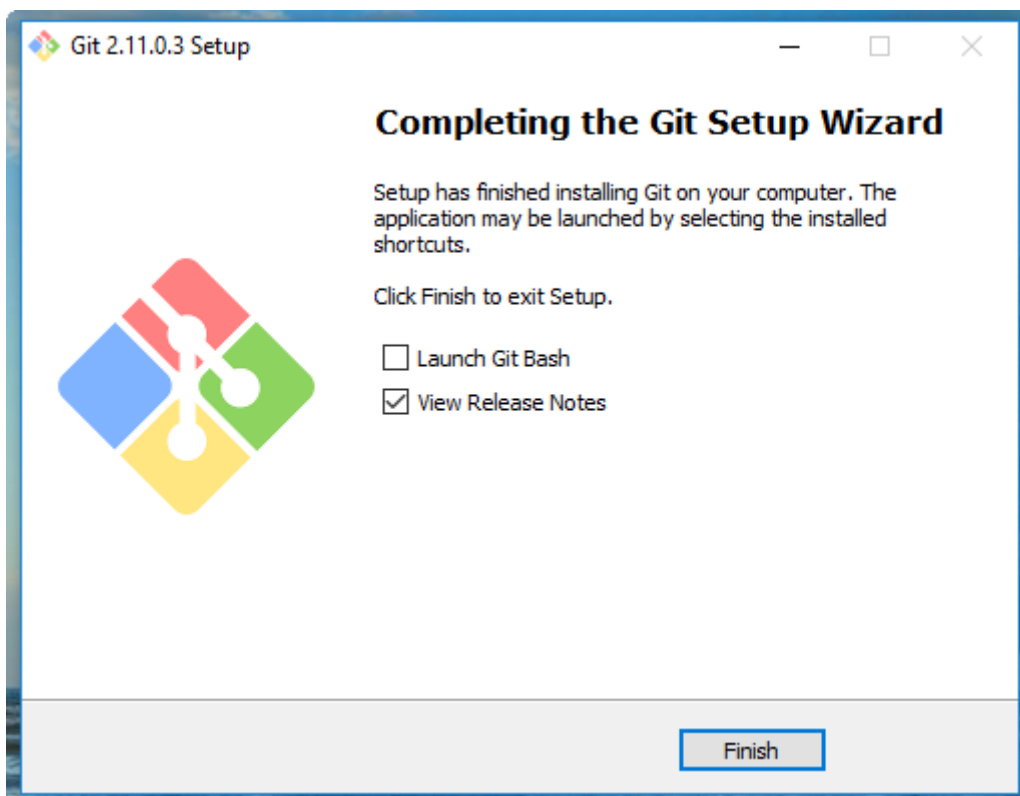 Git 2.11.0.3 Setup
Completing the Git Setup Wizard
Setup has finished installing Git on your computer. The
application may be launched by selecting the installed
shortcuts.
Click Finish to exit Setup.
Launch Git Bash
View Release Notes
Finish